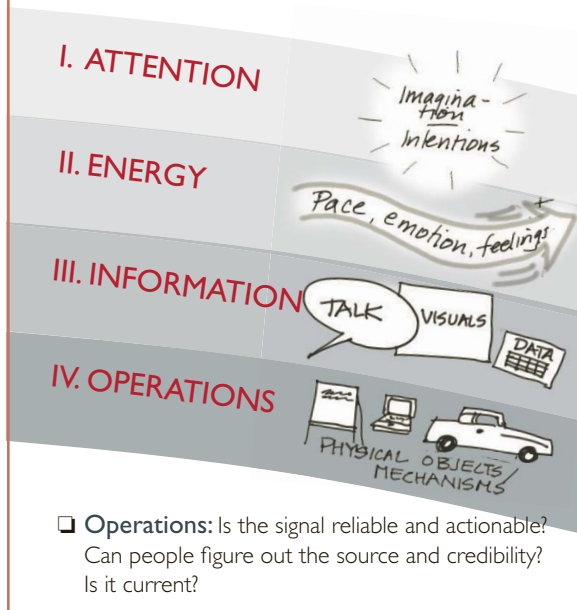 I. ATTENTION
Imagina-
tion
Intentions
II. ENERGY
Pace, emotion, feelings
+
III. INFORMATION
TALK
VISUALS
DATA
IV. OPERATIONS
PHYSICAL OBJECTS/
MECHANISMS
❏ Operations: Is the signal reliable and actionable?
Can people figure out the source and credibility?
Is it current?